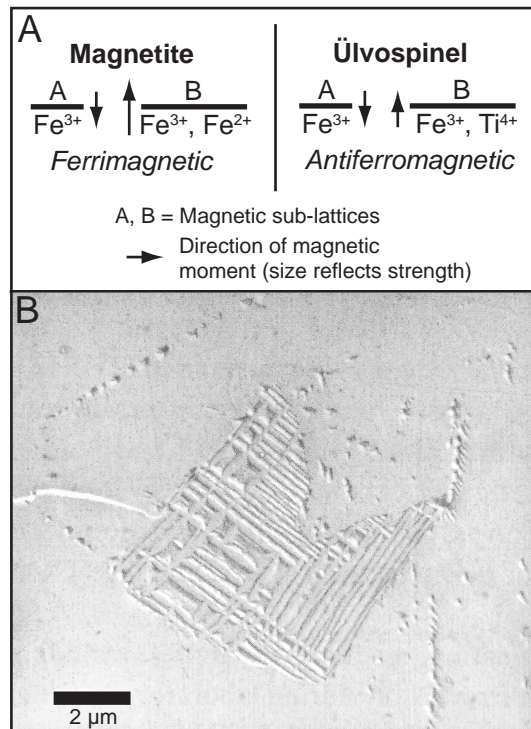 A
Magnetite
Ülvospinel
A B
A B
Fe³⁺ Fe³⁺, Fe²⁺
Fe³⁺ Fe³⁺, Ti⁴⁺
Ferrimagnetic
Antiferromagnetic
A, B = Magnetic sub-lattices
Direction of magnetic
moment (size reflects strength)
B
2 µm